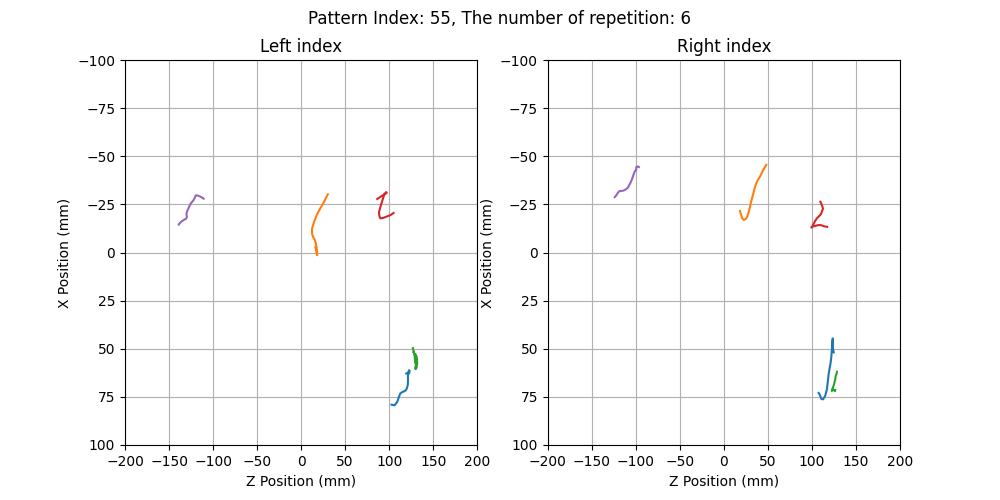 Pattern Index: 55, The number of repetition: 6
Left index
Right index
−100
−75
−50
−25
0
25
50
75
100
X Position (mm)
−200 −150 −100 −50 0 50 100 150 200
Z Position (mm)
−100
−75
−50
−25
0
25
50
75
100
X Position (mm)
−200 −150 −100 −50 0 50 100 150 200
Z Position (mm)